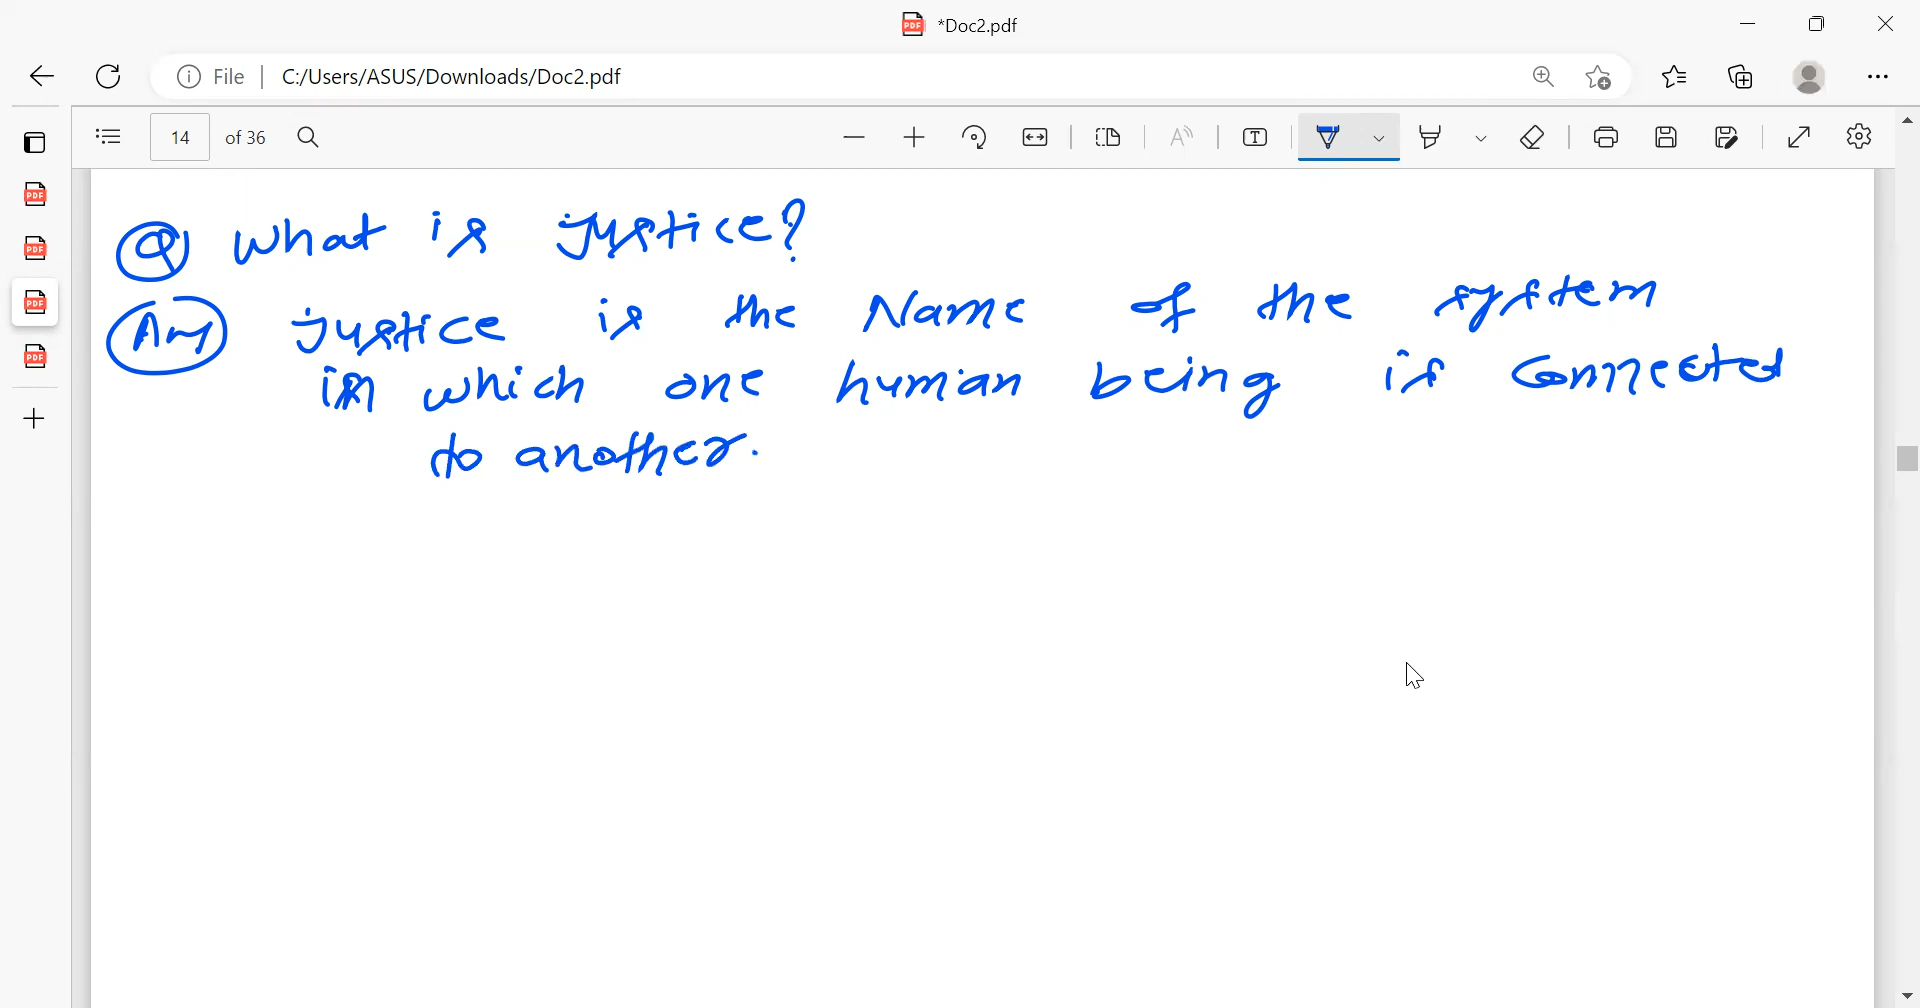 *Doc2.pdf
File C:/Users/ASUS/Downloads/Doc2.pdf
14 of 36
Q What is justice?
Ans justice is the Name of the system
in which one human being is connected
to another.